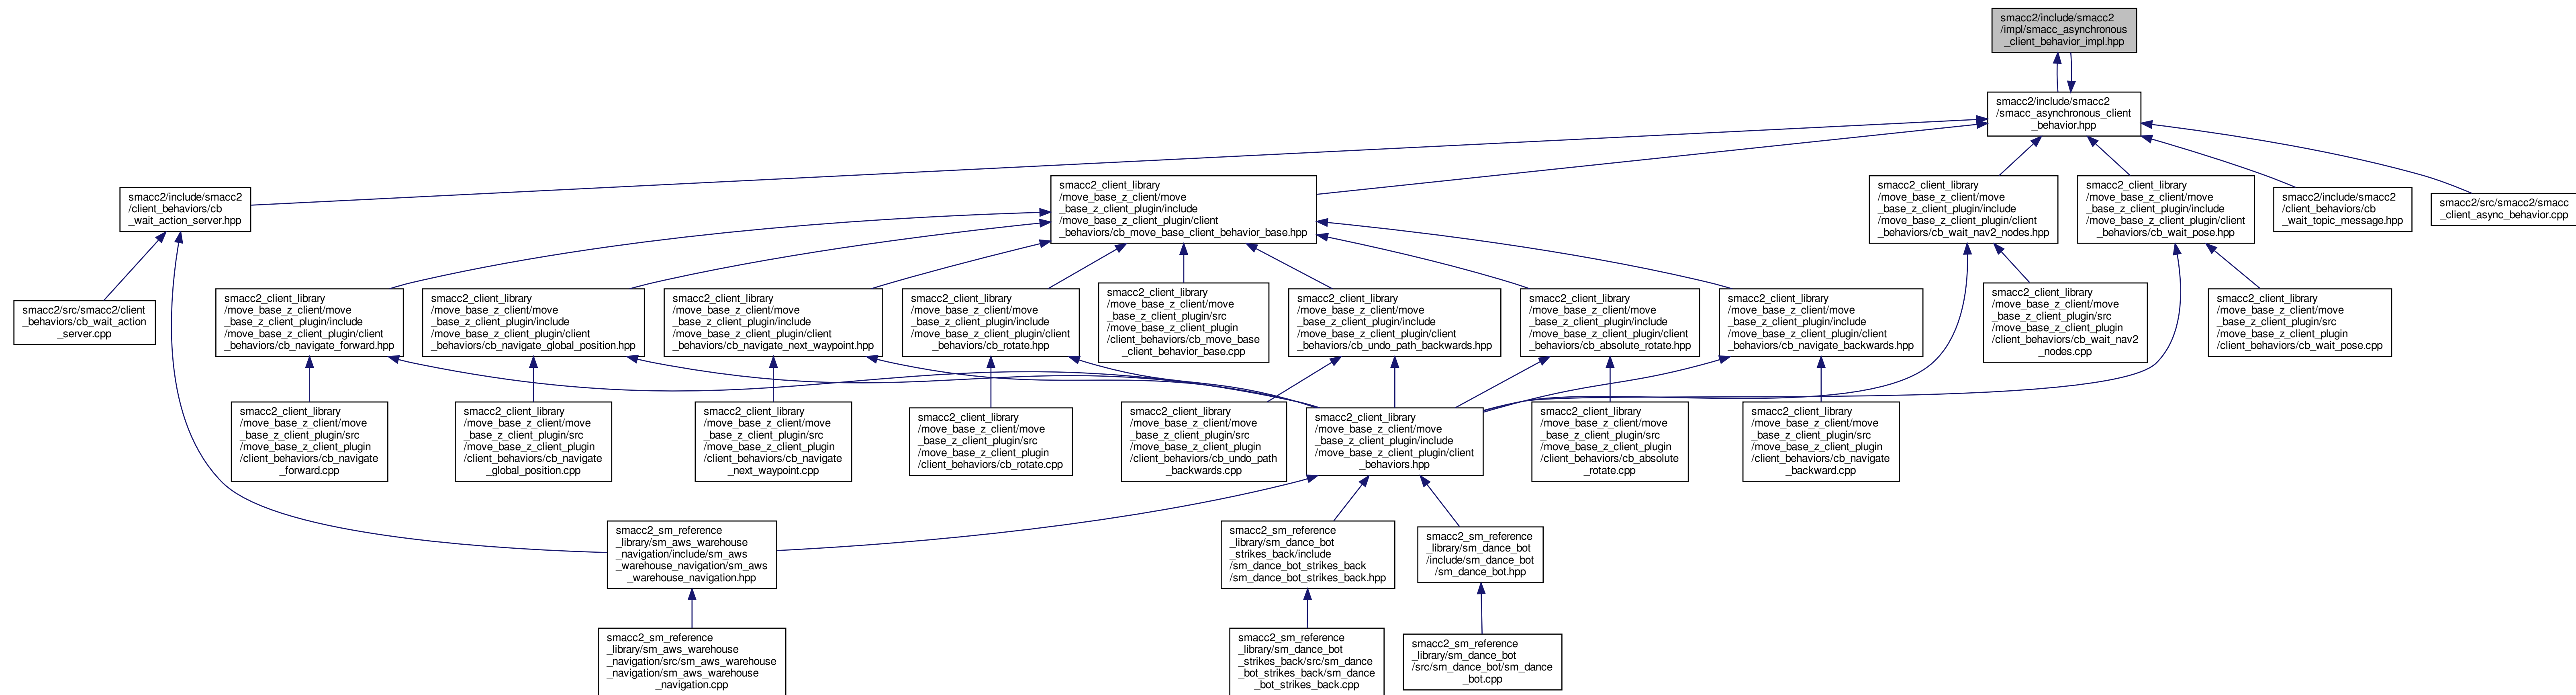 smacc2/include/smacc2
/impl/smacc_asynchronous
_client_behavior_impl.hpp
smacc2/include/smacc2
/smacc_asynchronous_client
_behavior.hpp
smacc2/include/smacc2
/client_behaviors/cb
_wait_action_server.hpp
smacc2_client_library
/move_base_z_client/move
_base_z_client_plugin/include
/move_base_z_client_plugin/client
_behaviors/cb_move_base_client_behavior_base.hpp
smacc2_client_library
/move_base_z_client/move
_base_z_client_plugin/include
/move_base_z_client_plugin/client
_behaviors/cb_wait_nav2_nodes.hpp
smacc2_client_library
/move_base_z_client/move
_base_z_client_plugin/include
/move_base_z_client_plugin/client
_behaviors/cb_wait_pose.hpp
smacc2/include/smacc2
/client_behaviors/cb
_wait_topic_message.hpp
smacc2/src/smacc2/smacc
_client_async_behavior.cpp
smacc2/src/smacc2/client
_behaviors/cb_wait_action
_server.cpp
smacc2_client_library
/move_base_z_client/move
_base_z_client_plugin/include
/move_base_z_client_plugin/client
_behaviors/cb_navigate_forward.hpp
smacc2_client_library
/move_base_z_client/move
_base_z_client_plugin/include
/move_base_z_client_plugin/client
_behaviors/cb_navigate_global_position.hpp
smacc2_client_library
/move_base_z_client/move
_base_z_client_plugin/include
/move_base_z_client_plugin/client
_behaviors/cb_navigate_next_waypoint.hpp
smacc2_client_library
/move_base_z_client/move
_base_z_client_plugin/include
/move_base_z_client_plugin/client
_behaviors/cb_rotate.hpp
smacc2_client_library
/move_base_z_client/move
_base_z_client_plugin/src
/move_base_z_client_plugin
/client_behaviors/cb_move_base
_client_behavior_base.cpp
smacc2_client_library
/move_base_z_client/move
_base_z_client_plugin/include
/move_base_z_client_plugin/client
_behaviors/cb_undo_path_backwards.hpp
smacc2_client_library
/move_base_z_client/move
_base_z_client_plugin/include
/move_base_z_client_plugin/client
_behaviors/cb_absolute_rotate.hpp
smacc2_client_library
/move_base_z_client/move
_base_z_client_plugin/include
/move_base_z_client_plugin/client
_behaviors/cb_navigate_backwards.hpp
smacc2_client_library
/move_base_z_client/move
_base_z_client_plugin/src
/move_base_z_client_plugin
/client_behaviors/cb_wait_nav2
_nodes.cpp
smacc2_client_library
/move_base_z_client/move
_base_z_client_plugin/src
/move_base_z_client_plugin
/client_behaviors/cb_wait_pose.cpp
smacc2_client_library
/move_base_z_client/move
_base_z_client_plugin/src
/move_base_z_client_plugin
/client_behaviors/cb_navigate
_forward.cpp
smacc2_client_library
/move_base_z_client/move
_base_z_client_plugin/src
/move_base_z_client_plugin
/client_behaviors/cb_navigate
_global_position.cpp
smacc2_client_library
/move_base_z_client/move
_base_z_client_plugin/src
/move_base_z_client_plugin
/client_behaviors/cb_navigate
_next_waypoint.cpp
smacc2_client_library
/move_base_z_client/move
_base_z_client_plugin/src
/move_base_z_client_plugin
/client_behaviors/cb_rotate.cpp
smacc2_client_library
/move_base_z_client/move
_base_z_client_plugin/src
/move_base_z_client_plugin
/client_behaviors/cb_undo_path
_backwards.cpp
smacc2_client_library
/move_base_z_client/move
_base_z_client_plugin/include
/move_base_z_client_plugin/client
_behaviors.hpp
smacc2_client_library
/move_base_z_client/move
_base_z_client_plugin/src
/move_base_z_client_plugin
/client_behaviors/cb_absolute
_rotate.cpp
smacc2_client_library
/move_base_z_client/move
_base_z_client_plugin/src
/move_base_z_client_plugin
/client_behaviors/cb_navigate
_backward.cpp
smacc2_sm_reference
_library/sm_aws_warehouse
_navigation/include/sm_aws
_warehouse_navigation/sm_aws
_warehouse_navigation.hpp
smacc2_sm_reference
_library/sm_dance_bot
_strikes_back/include
/sm_dance_bot_strikes_back
/sm_dance_bot_strikes_back.hpp
smacc2_sm_reference
_library/sm_dance_bot
/include/sm_dance_bot
/sm_dance_bot.hpp
smacc2_sm_reference
_library/sm_aws_warehouse
_navigation/src/sm_aws_warehouse
_navigation/sm_aws_warehouse
_navigation.cpp
smacc2_sm_reference
_library/sm_dance_bot
_strikes_back/src/sm_dance
_bot_strikes_back/sm_dance
_bot_strikes_back.cpp
smacc2_sm_reference
_library/sm_dance_bot
/src/sm_dance_bot/sm_dance
_bot.cpp